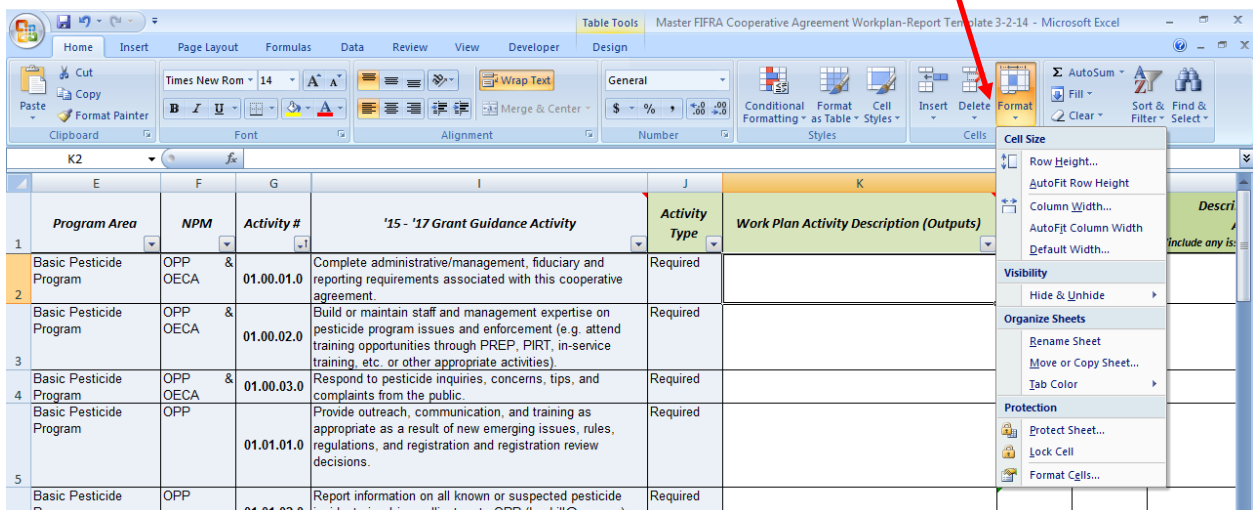 Table Tools Master FIFRA Cooperative Agreement Workplan-Report Template 3-2-14 - Microsoft Excel
Home Insert Page Layout Formulas Data Review View Developer Design
Paste
Cut
Copy
Format Painter
Clipboard
Times New Rom 14
B I U
Font
Wrap Text
Merge & Center
Alignment
General
$ % ,
Number
Conditional Formatting
Format as Table
Cell Styles
Styles
Insert Delete Format
Cells
Σ AutoSum
Fill
Clear
Sort & Filter
Find & Select
K2 fx
E F G I J K
1 Program Area NPM Activity # '15 - '17 Grant Guidance Activity Activity Type Work Plan Activity Description (Outputs)
2 Basic Pesticide Program OPP & OECA 01.00.01.0 Complete administrative/management, fiduciary and reporting requirements associated with this cooperative agreement. Required
3 Basic Pesticide Program OPP & OECA 01.00.02.0 Build or maintain staff and management expertise on pesticide program issues and enforcement (e.g. attend training opportunities through PREP, PIRT, in-service training, etc. or other appropriate activities). Required
4 Basic Pesticide Program OPP & OECA 01.00.03.0 Respond to pesticide inquiries, concerns, tips, and complaints from the public. Required
5 Basic Pesticide Program OPP 01.01.01.0 Provide outreach, communication, and training as appropriate as a result of new emerging issues, rules, regulations, and registration and registration review decisions. Required
Basic Pesticide OPP Report information on all known or suspected pesticide Required
Cell Size
Row Height...
AutoFit Row Height
Column Width...
AutoFit Column Width
Default Width...
Visibility
Hide & Unhide
Organize Sheets
Rename Sheet
Move or Copy Sheet...
Tab Color
Protection
Protect Sheet...
Lock Cell
Format Cells...
Descri
include any is